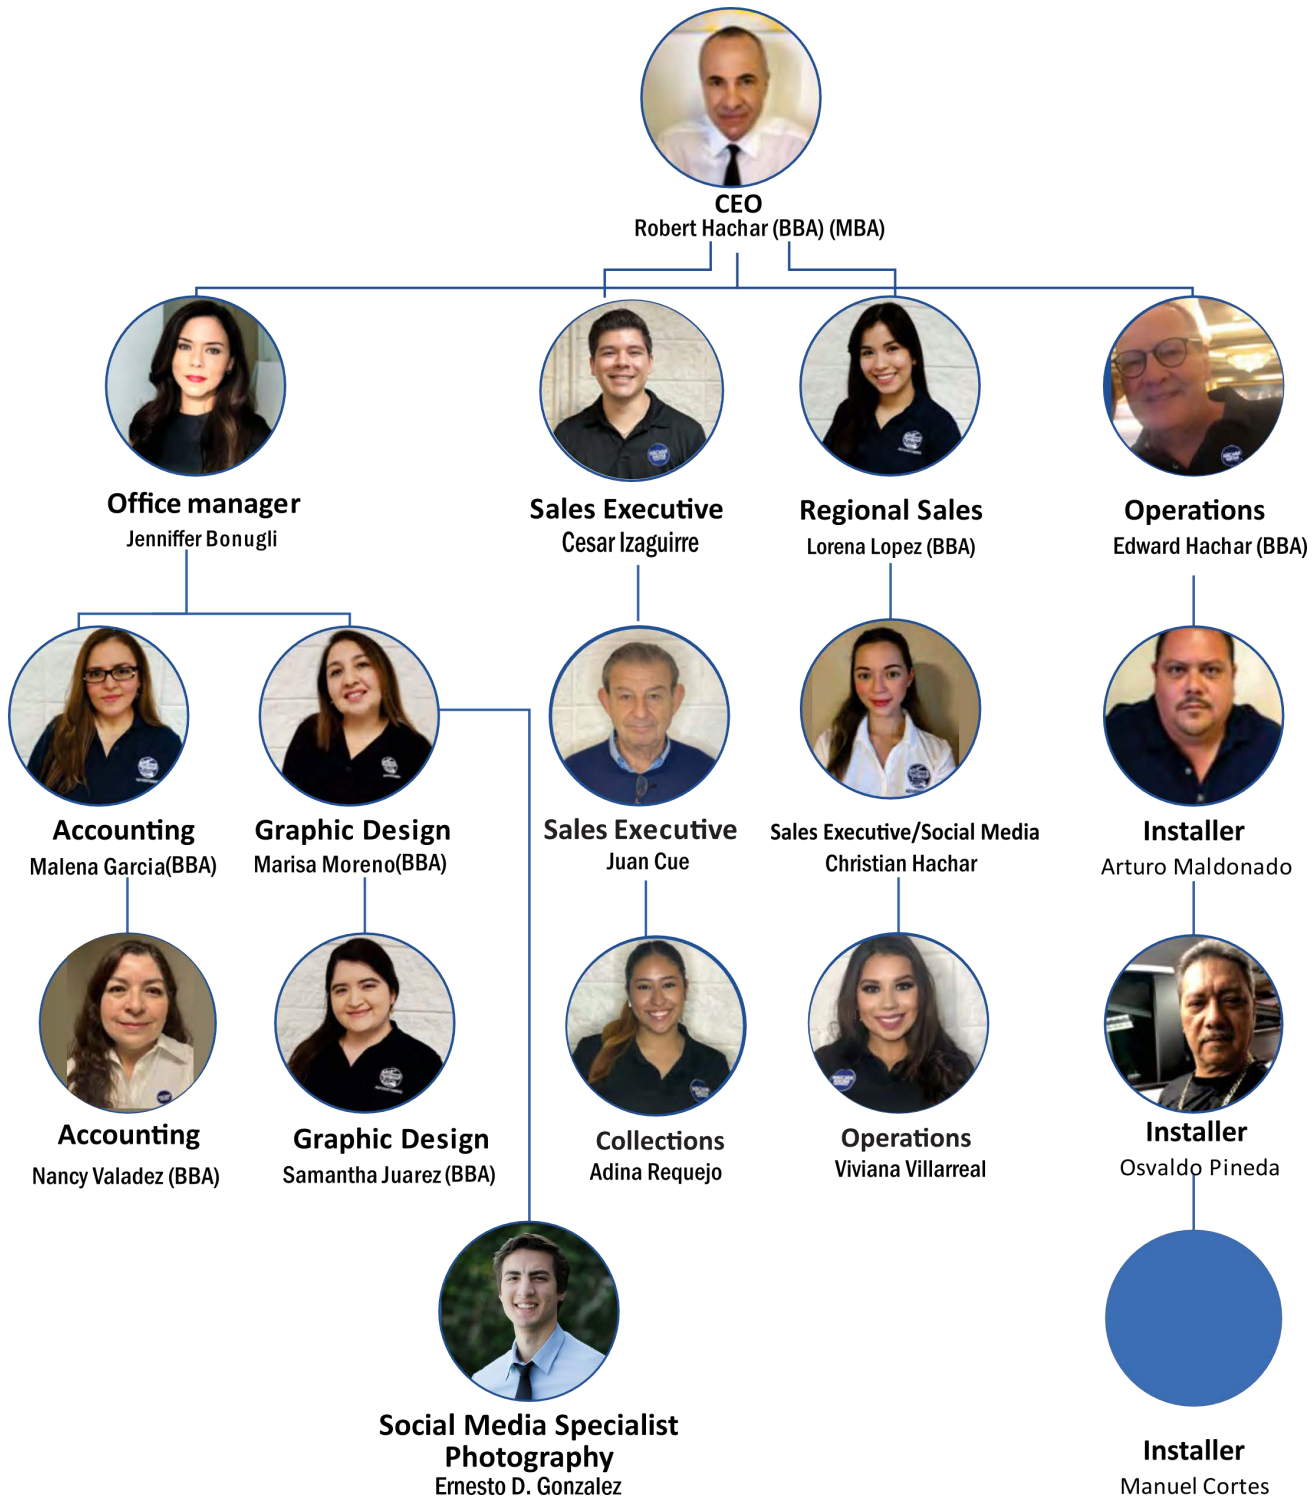 CEO
Robert Hachar (BBA) (MBA)
Office manager
Jenniffer Bonugli
Sales Executive
Cesar Izaguirre
Regional Sales
Lorena Lopez (BBA)
Operations
Edward Hachar (BBA)
Accounting
Malena Garcia(BBA)
Graphic Design
Marisa Moreno(BBA)
Sales Executive
Juan Cue
Sales Executive/Social Media
Christian Hachar
Installer
Arturo Maldonado
Accounting
Nancy Valadez (BBA)
Graphic Design
Samantha Juarez (BBA)
Collections
Adina Requejo
Operations
Viviana Villarreal
Installer
Osvaldo Pineda
Social Media Specialist
Photography
Ernesto D. Gonzalez
Installer
Manuel Cortes